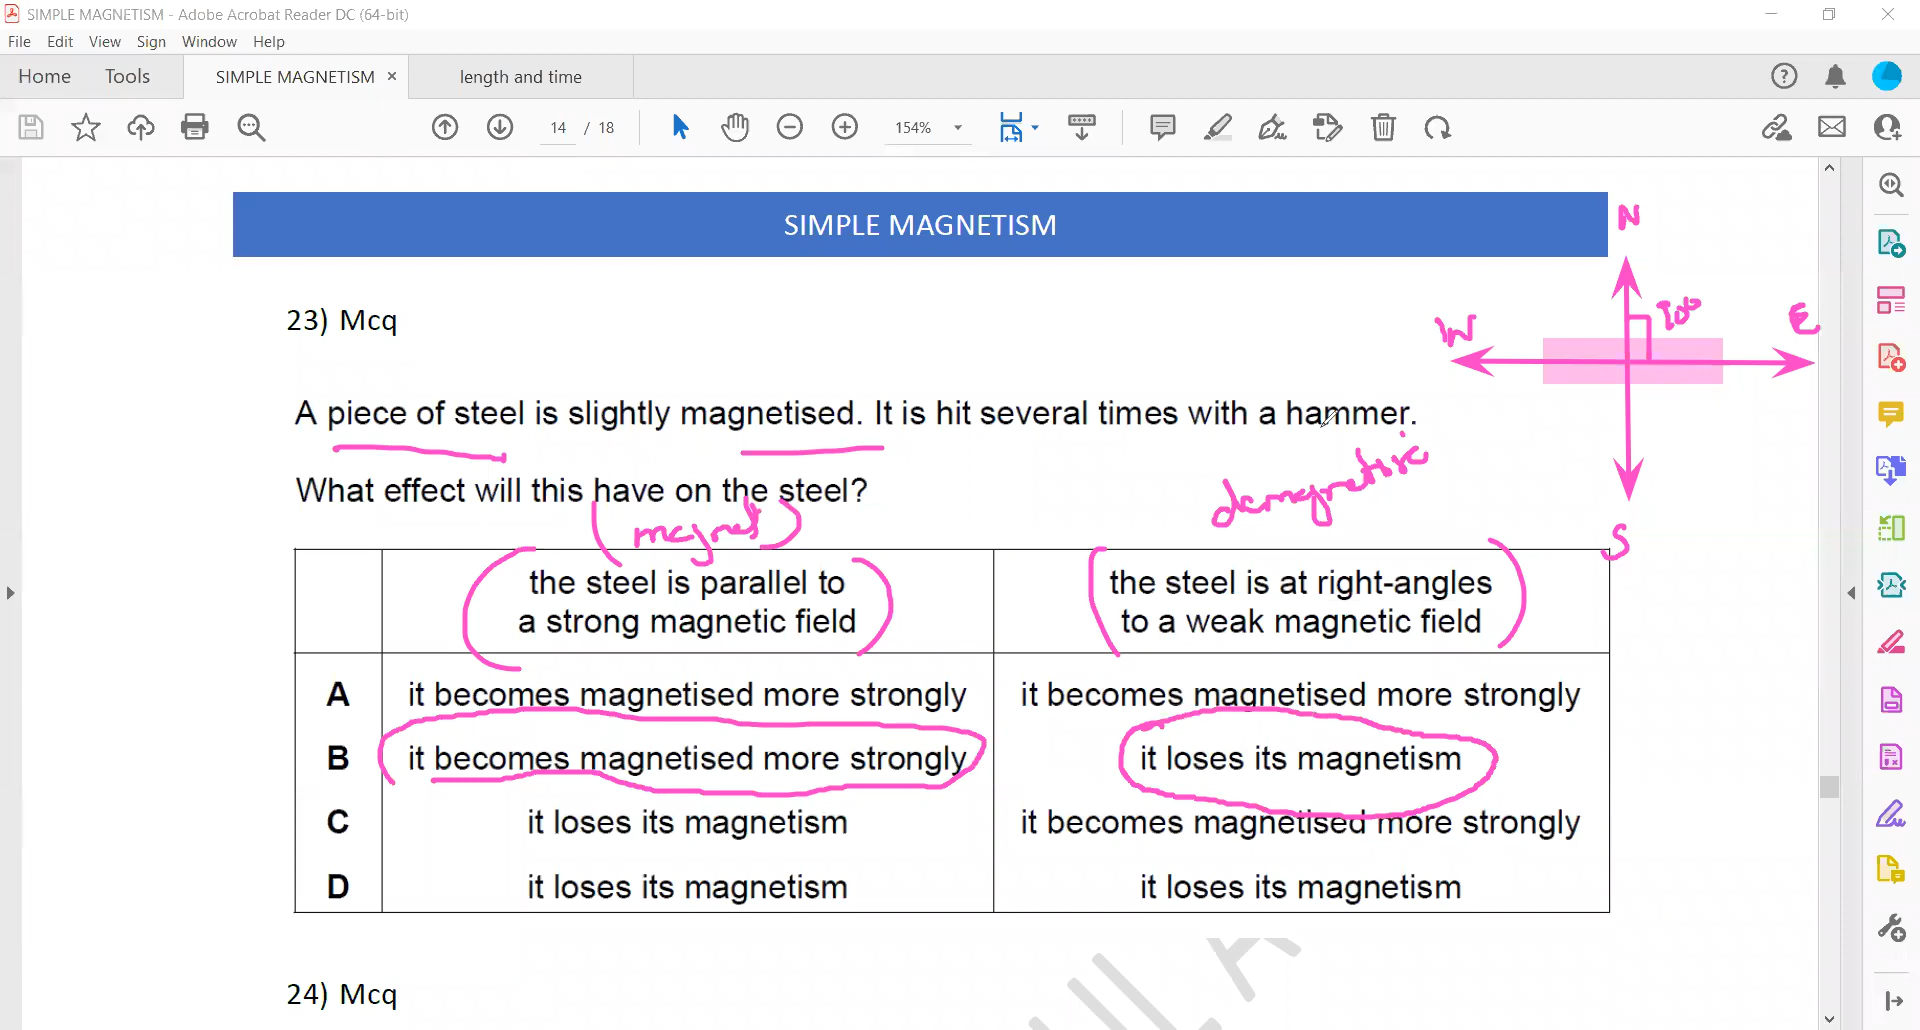 SIMPLE MAGNETISM - Adobe Acrobat Reader DC (64-bit)
File Edit View Sign Window Help
Home Tools SIMPLE MAGNETISM × length and time
14 / 18 154%
SIMPLE MAGNETISM
N
23) Mcq
W E
A piece of steel is slightly magnetised. It is hit several times with a hammer.
What effect will this have on the steel?
(magnet)
demagnetise
S
the steel is parallel to
a strong magnetic field
the steel is at right-angles
to a weak magnetic field
A it becomes magnetised more strongly it becomes magnetised more strongly
B it becomes magnetised more strongly it loses its magnetism
C it loses its magnetism it becomes magnetised more strongly
D it loses its magnetism it loses its magnetism
24) Mcq